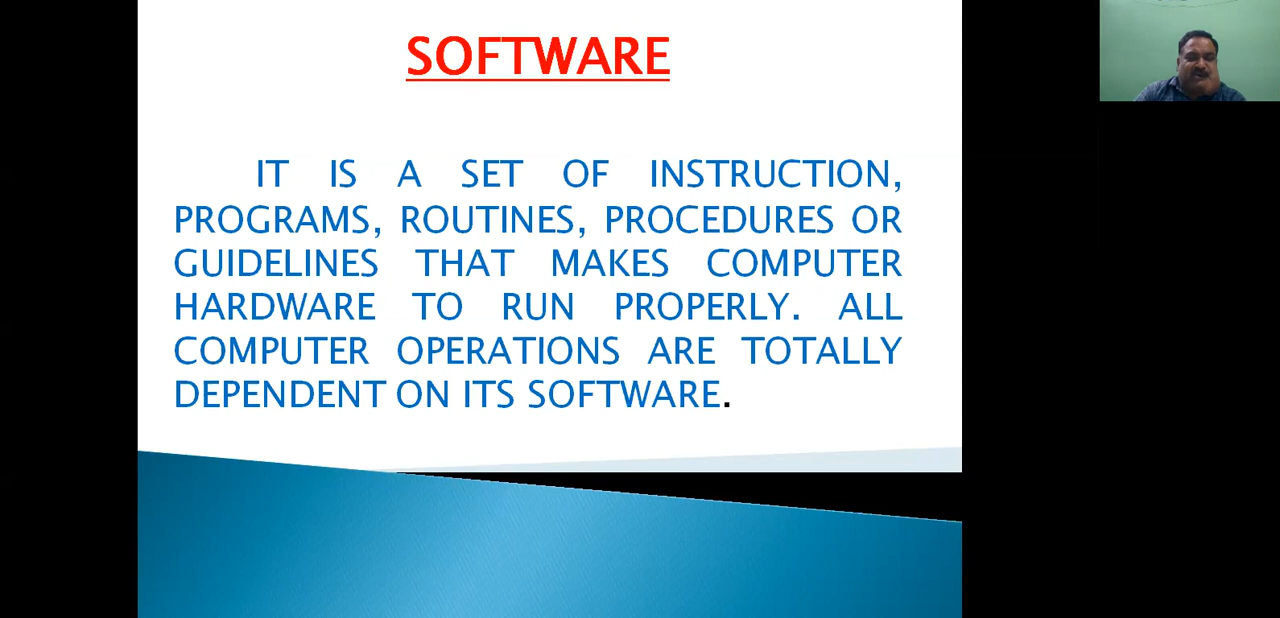 SOFTWARE
IT IS A SET OF INSTRUCTION,
PROGRAMS, ROUTINES, PROCEDURES OR
GUIDELINES THAT MAKES COMPUTER
HARDWARE TO RUN PROPERLY. ALL
COMPUTER OPERATIONS ARE TOTALLY
DEPENDENT ON ITS SOFTWARE.